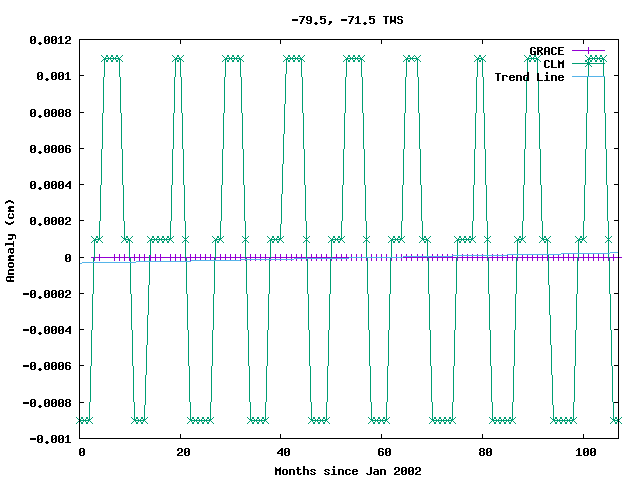 -79.5, -71.5 TWS
GRACE
CLM
Trend Line
0.0012
0.001
0.0008
0.0006
0.0004
0.0002
0
-0.0002
-0.0004
-0.0006
-0.0008
-0.001
Anomaly (cm)
0 20 40 60 80 100
Months since Jan 2002